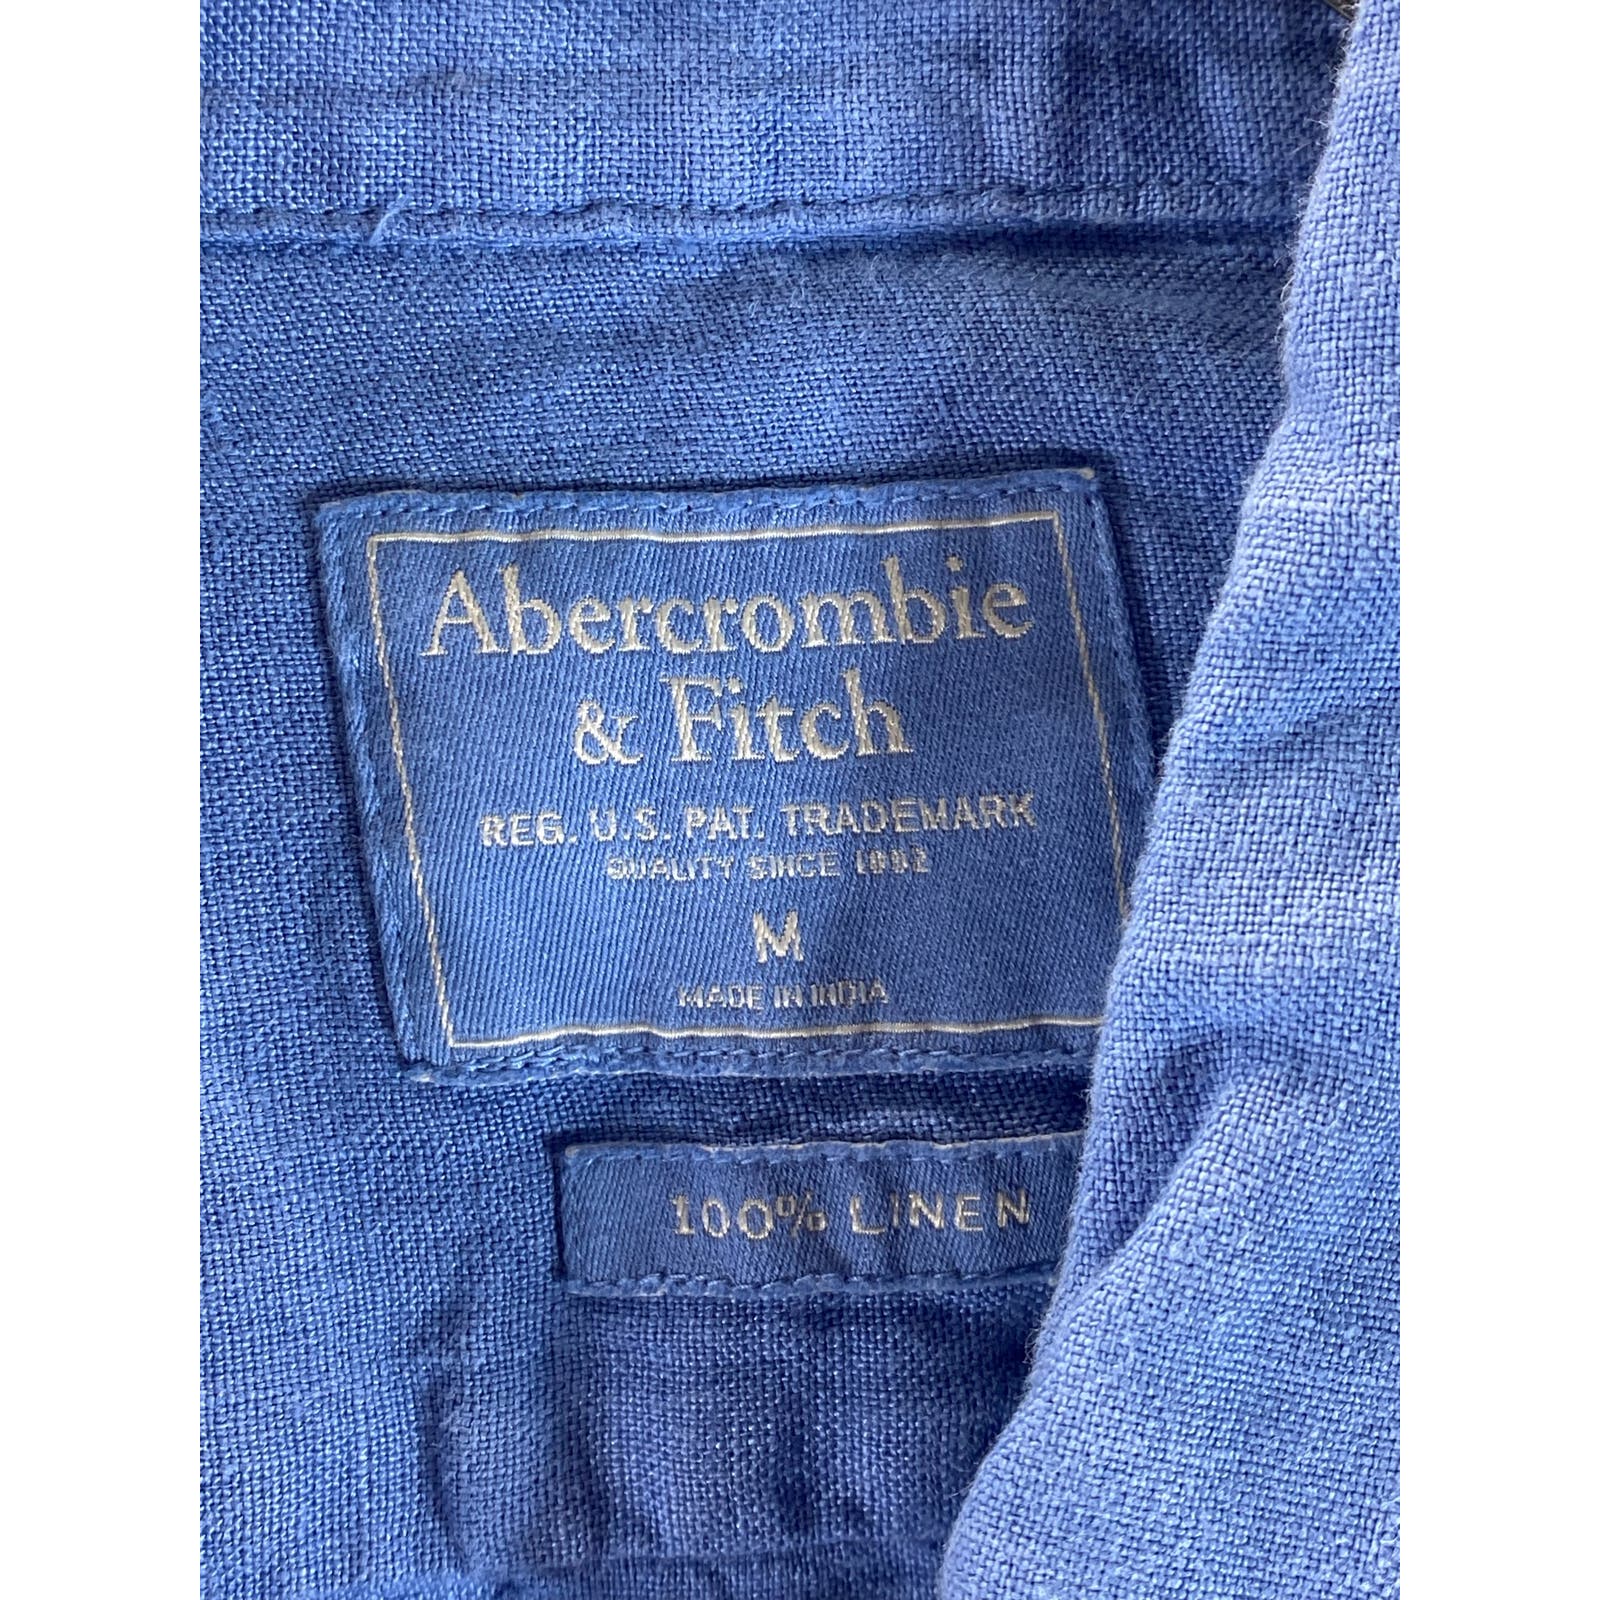 Abercrombie
& Fitch
REG. U.S. PAT. TRADEMARK
QUALITY SINCE 1892
M
MADE IN INDIA
100% LINEN